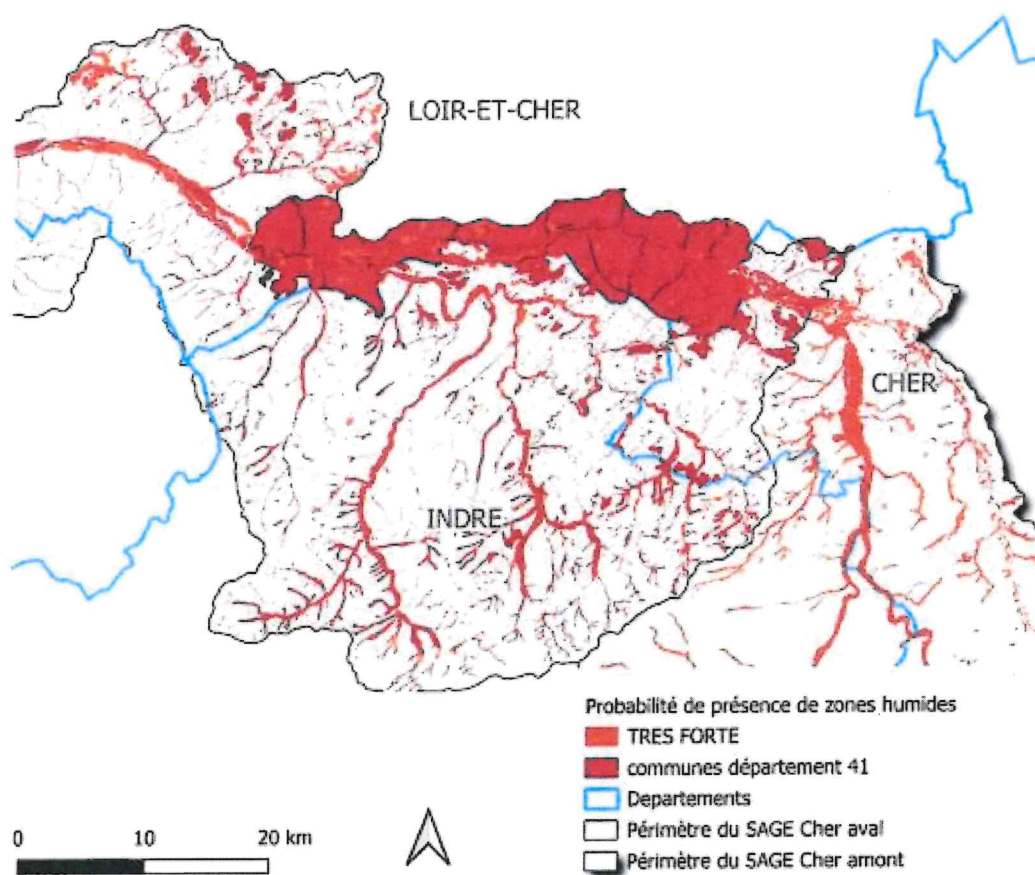 LOIR-ET-CHER
CHER
INDRE
Probabilité de présence de zones humides
TRES FORTE
communes département 41
Departements
Périmètre du SAGE Cher aval
Périmètre du SAGE Cher amont
0 10 20 km